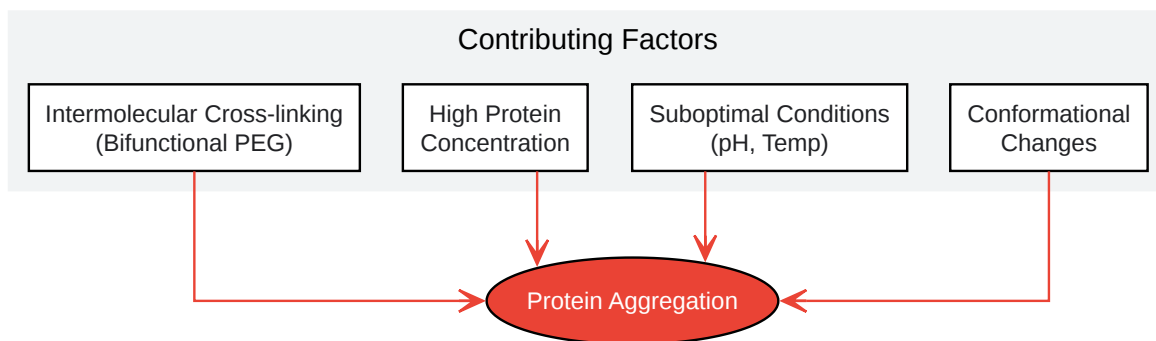 Contributing Factors
Intermolecular Cross-linking
(Bifunctional PEG)
High Protein
Concentration
Suboptimal Conditions
(pH, Temp)
Conformational
Changes
Protein Aggregation